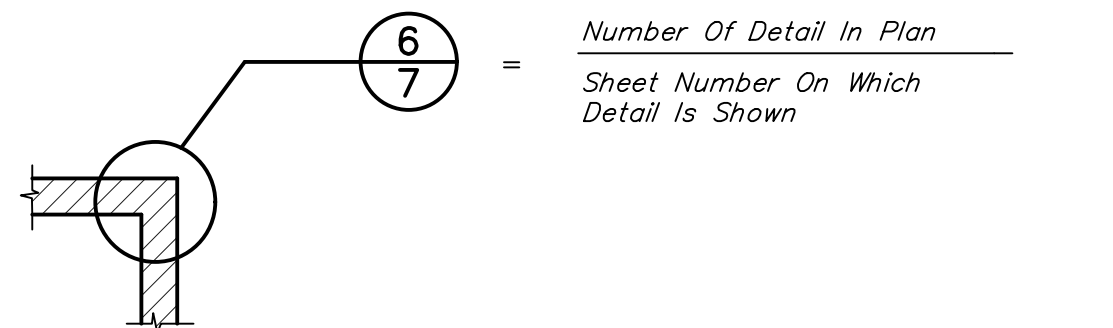 6
7
=
Number Of Detail In Plan
Sheet Number On Which
Detail Is Shown